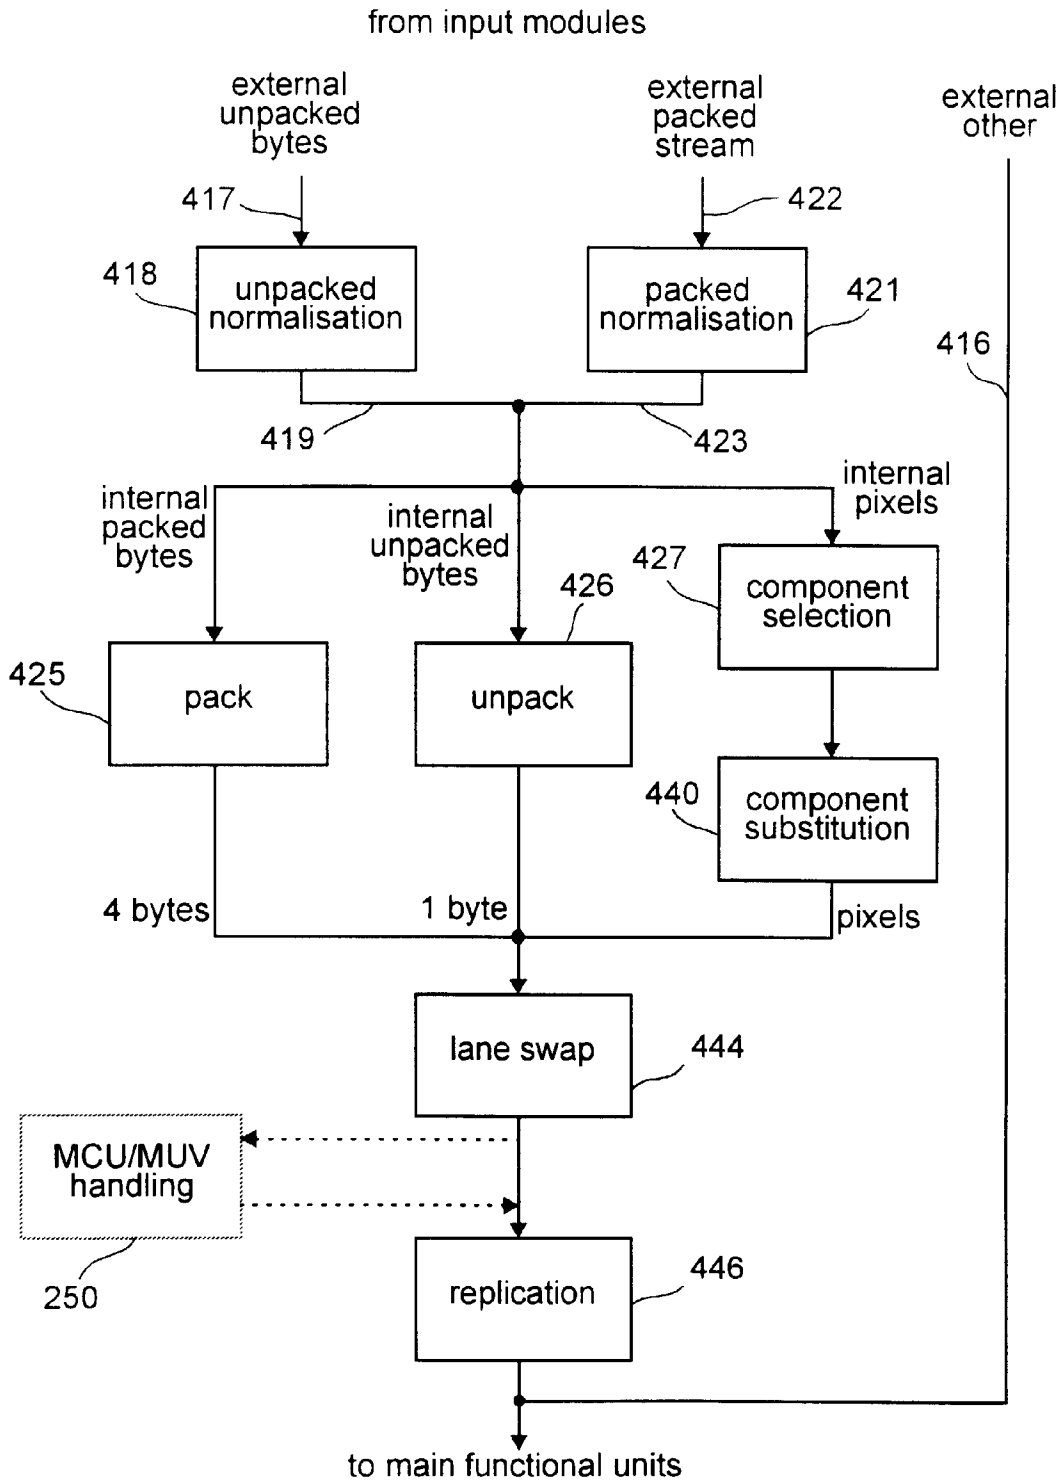 from input modules
external
unpacked
bytes
external
packed
stream
external
other
417
422
418
unpacked
normalisation
packed
normalisation
421
416
419
423
internal
packed
bytes
internal
unpacked
bytes
internal
pixels
427
component
selection
426
425
pack
unpack
440
component
substitution
4 bytes
1 byte
pixels
lane swap
444
MCU/MUV
handling
250
replication
446
to main functional units